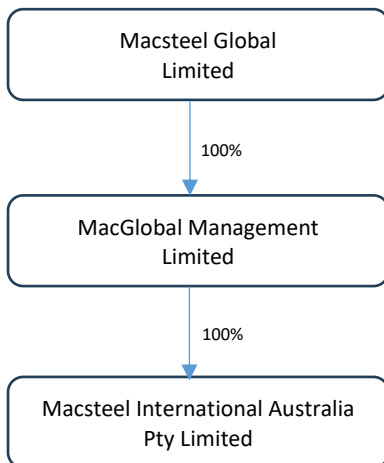 Macsteel Global
Limited
100%
MacGlobal Management
Limited
100%
Macsteel International Australia
Pty Limited